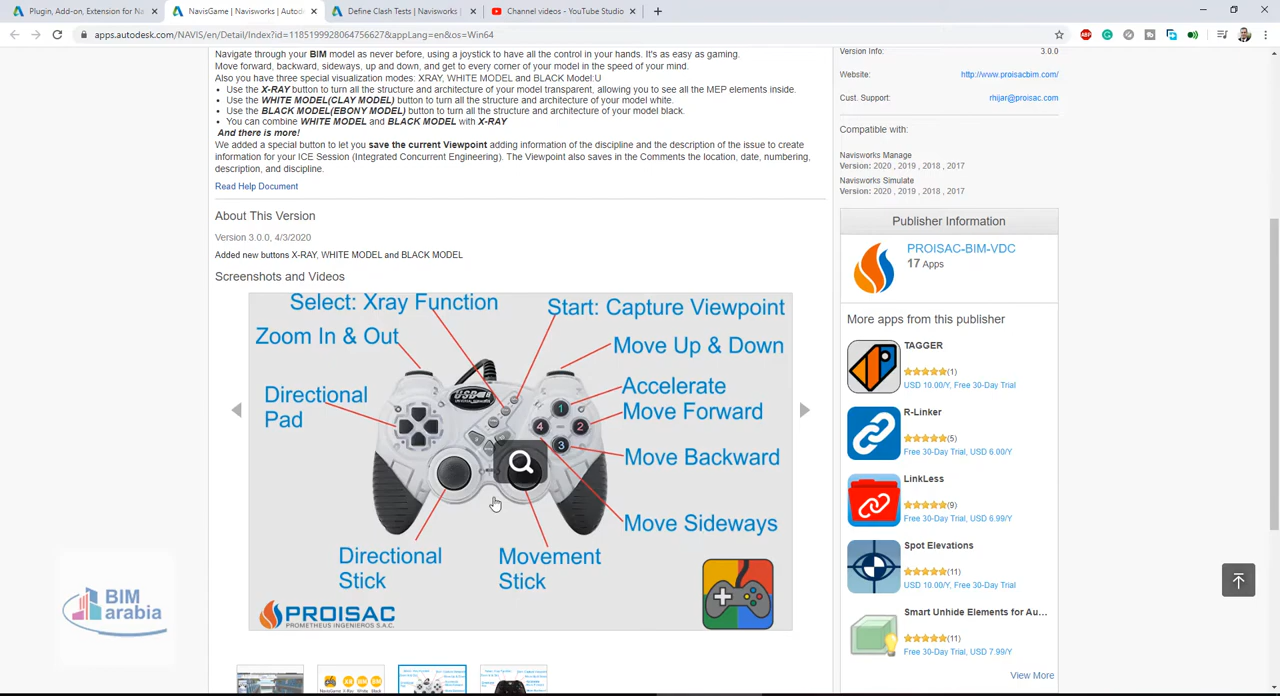 Plugin, Add-on, Extension for Na
NavisGame | Navisworks | Autod
Define Clash Tests | Navisworks
Channel videos - YouTube Studio
apps.autodesk.com/NAVIS/en/Detail/Index?id=1185199928064756627&appLang=en&os=Win64
Navigate through your BIM model as never before, using a joystick to have all the control in your hands. It's as easy as gaming.
Move forward, backward, sideways, up and down, and get to every corner of your model in the speed of your mind.
Also you have three special visualization modes: XRAY, WHITE MODEL and BLACK Model:U
• Use the X-RAY button to turn all the structure and architecture of your model transparent, allowing you to see all the MEP elements inside.
• Use the WHITE MODEL(CLAY MODEL) button to turn all the structure and architecture of your model white.
• Use the BLACK MODEL(EBONY MODEL) button to turn all the structure and architecture of your model black.
• You can combine WHITE MODEL and BLACK MODEL with X-RAY
And there is more!
We added a special button to let you save the current Viewpoint adding information of the discipline and the description of the issue to create
information for your ICE Session (Integrated Concurrent Engineering). The Viewpoint also saves in the Comments the location, date, numbering,
description, and discipline.
Read Help Document
About This Version
Version 3.0.0, 4/3/2020
Added new buttons X-RAY, WHITE MODEL and BLACK MODEL
Screenshots and Videos
Select: Xray Function
Start: Capture Viewpoint
Zoom In & Out
Move Up & Down
Directional
Pad
Accelerate
Move Forward
USB
1
2
3
4
Move Backward
Move Sideways
Directional
Stick
Movement
Stick
PROISAC
PROMETHEUS INGENIEROS S.A.C.
BIM
arabia
Version Info:
3.0.0
Website:
http://www.proisacbim.com/
Cust. Support:
rhijar@proisac.com
Compatible with:
Navisworks Manage
Version: 2020 , 2019 , 2018 , 2017
Navisworks Simulate
Version: 2020 , 2019 , 2018 , 2017
Publisher Information
PROISAC-BIM-VDC
17 Apps
More apps from this publisher
TAGGER
(1)
USD 10.00/Y, Free 30-Day Trial
R-Linker
(5)
Free 30-Day Trial, USD 6.00/Y
LinkLess
(9)
Free 30-Day Trial, USD 6.99/Y
Spot Elevations
(11)
USD 10.00/Y, Free 30-Day Trial
Smart Unhide Elements for Au...
(11)
Free 30-Day Trial, USD 7.99/Y
View More